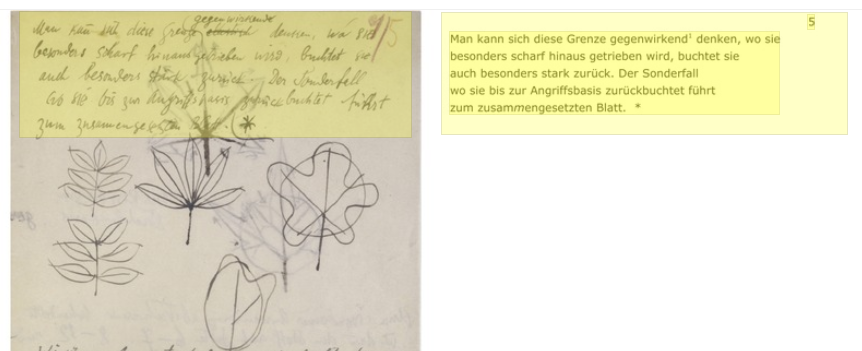 Man kann sich diese Grenze gegenwirkend denken, wo sie
besonders scharf hinaus getrieben wird, buchtet sie
auch besonders stark zurück. Der Sonderfall
wo sie bis zur Angriffsbasis zurückbuchtet führt
zum zusammengesetzten Blatt. *
5
Man kann sich diese Grenze gegenwirkend¹ denken, wo sie
besonders scharf hinaus getrieben wird, buchtet sie
auch besonders stark zurück. Der Sonderfall
wo sie bis zur Angriffsbasis zurückbuchtet führt
zum zusammengesetzten Blatt. *